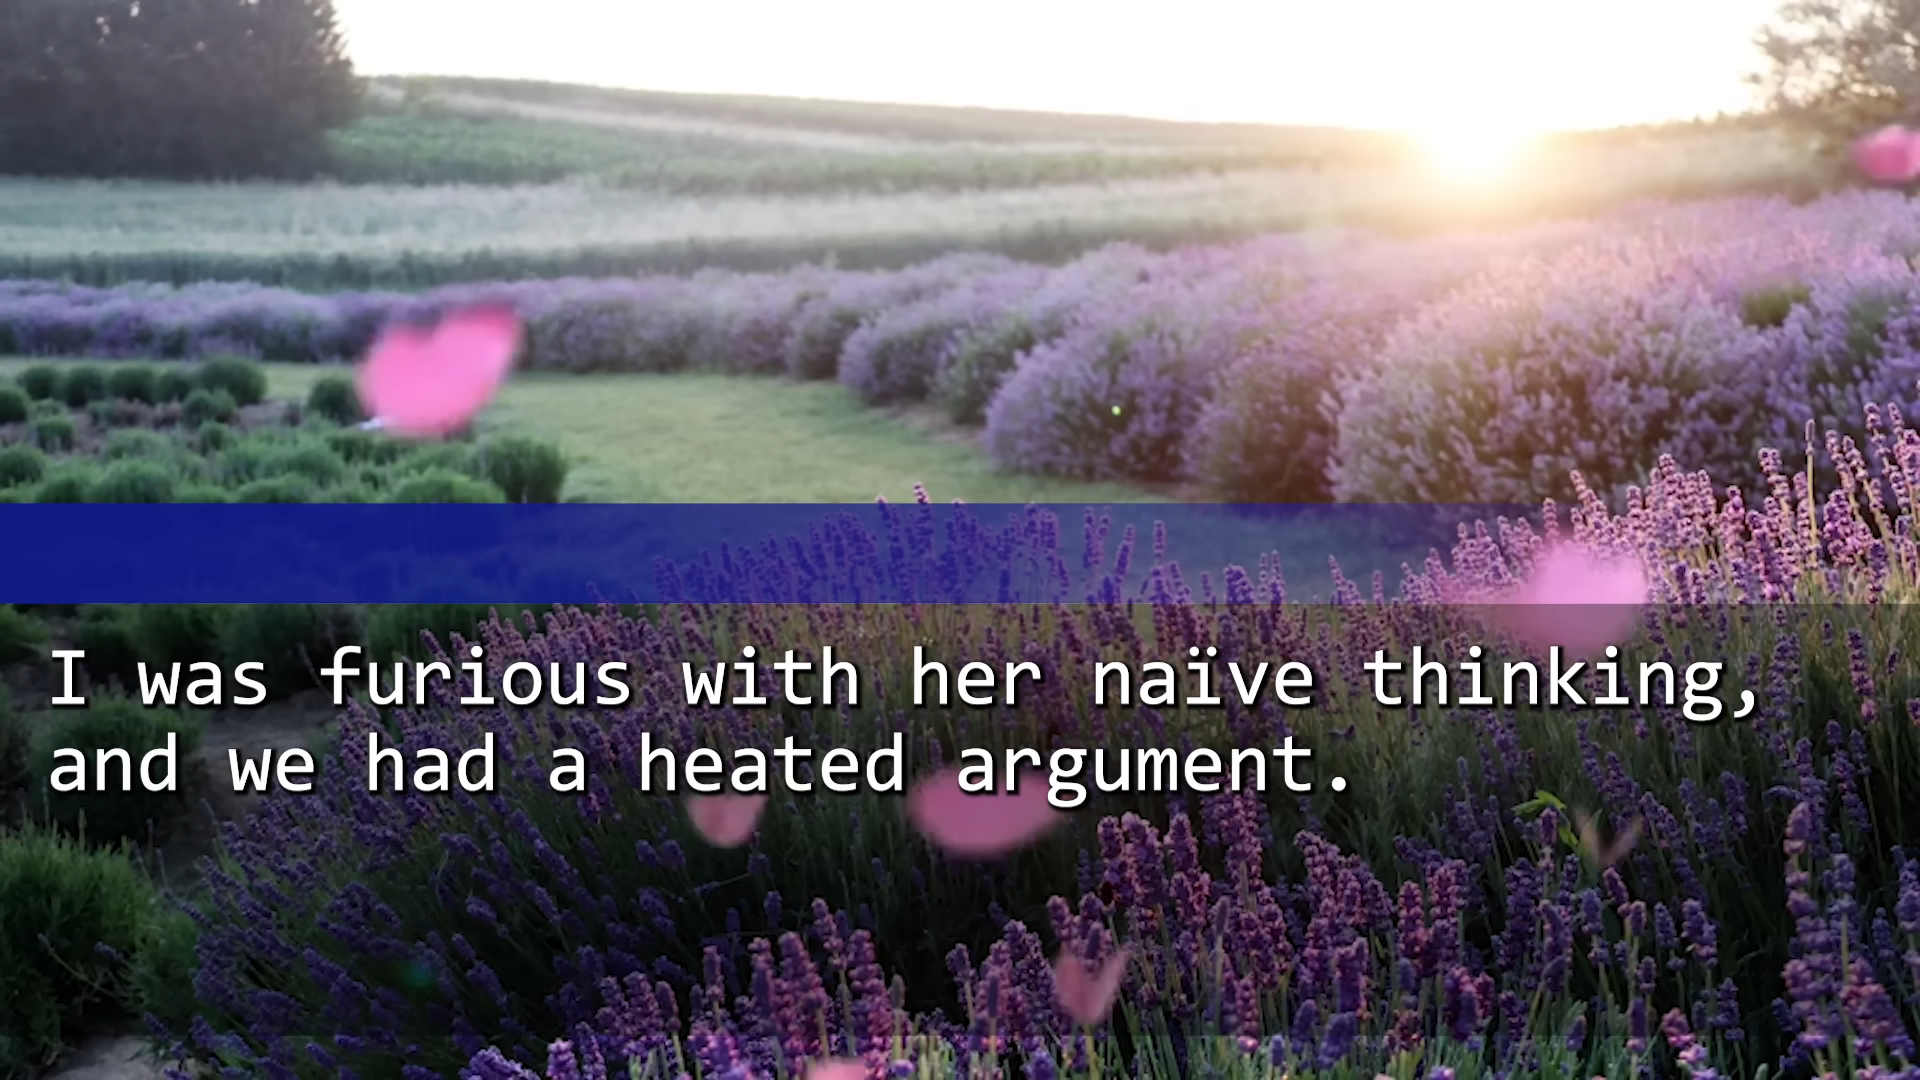 I was furious with her naïve thinking,
and we had a heated argument.